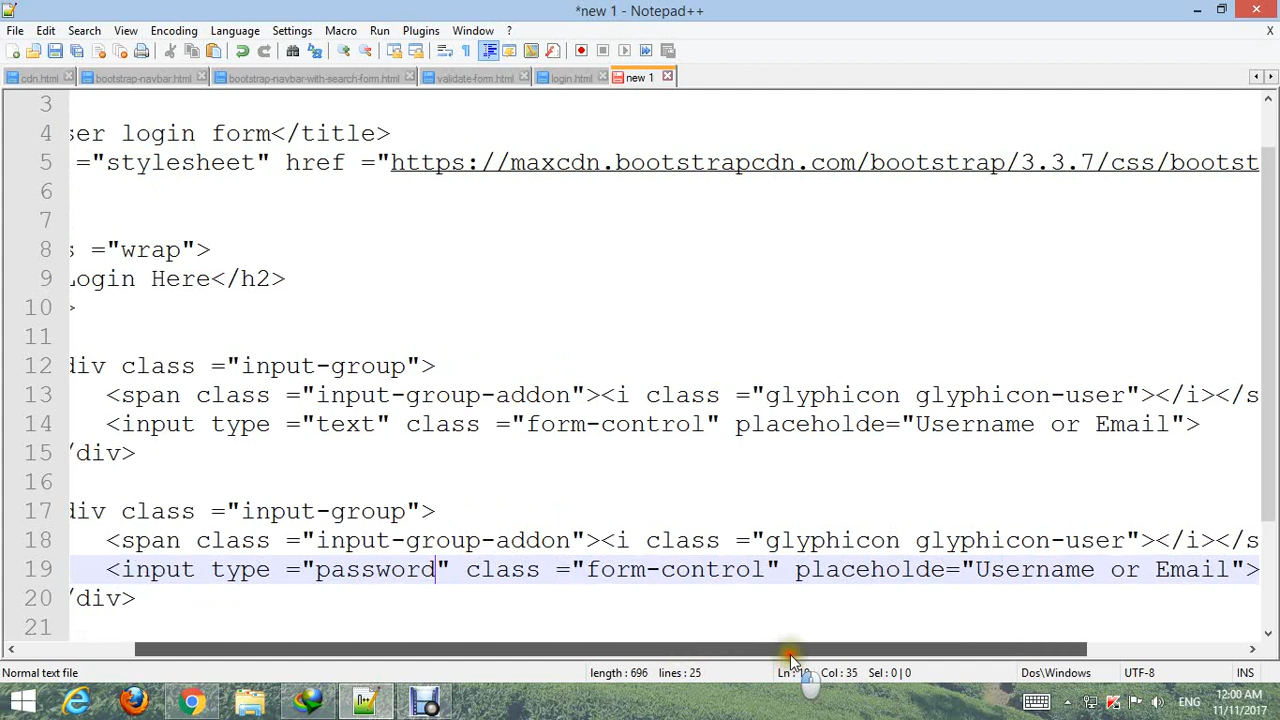 *new 1 - Notepad++
File Edit Search View Encoding Language Settings Macro Run Plugins Window ? X
cdn.html bootstrap-navbar.html bootstrap-navbar-with-search-form.html validate-form.html login.html new 1
3
4 ser login form</title>
5 ="stylesheet" href ="https://maxcdn.bootstrapcdn.com/bootstrap/3.3.7/css/bootst
6
7
8 s ="wrap">
9 Login Here</h2>
10 >
11
12 div class ="input-group">
13 <span class ="input-group-addon"><i class ="glyphicon glyphicon-user"></i></s
14 <input type ="text" class ="form-control" placeholde="Username or Email">
15 /div>
16
17 div class ="input-group">
18 <span class ="input-group-addon"><i class ="glyphicon glyphicon-user"></i></s
19 <input type ="password" class ="form-control" placeholde="Username or Email">
20 /div>
21
Normal text file length : 696 lines : 25 Ln : 19 Col : 35 Sel : 0 | 0 Dos\Windows UTF-8 INS
ENG 12:00 AM
11/11/2017